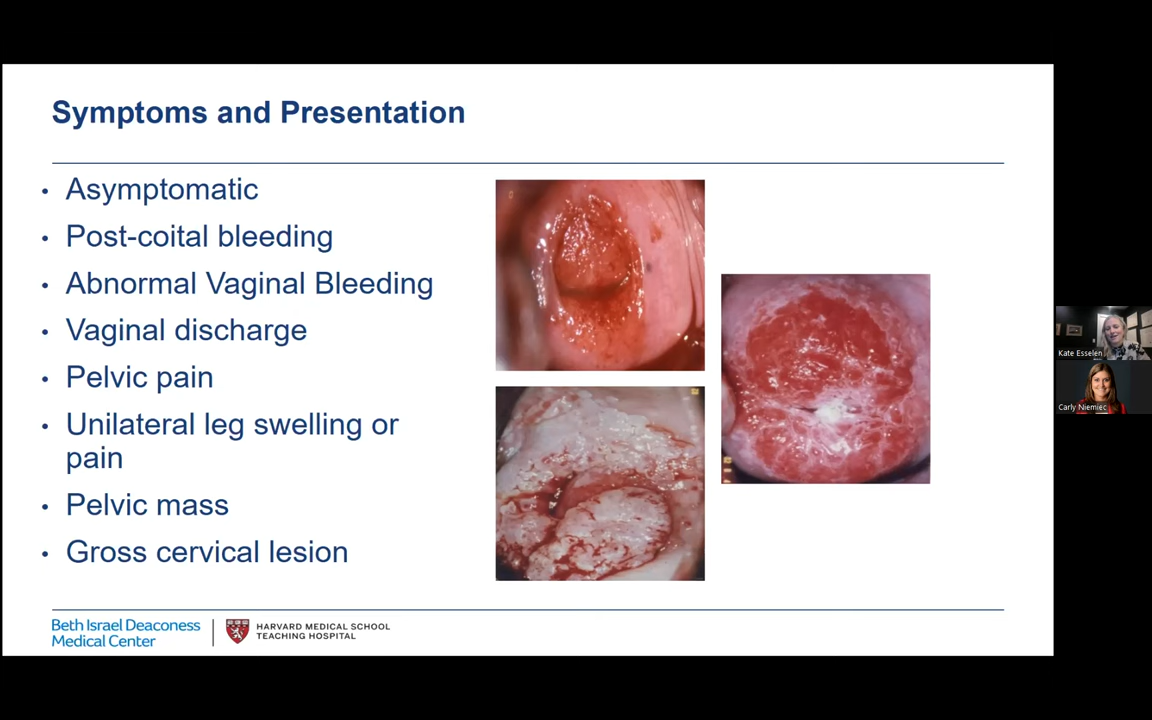 Symptoms and Presentation
• Asymptomatic
• Post-coital bleeding
• Abnormal Vaginal Bleeding
• Vaginal discharge
• Pelvic pain
• Unilateral leg swelling or
pain
• Pelvic mass
• Gross cervical lesion
Beth Israel Deaconess
Medical Center
HARVARD MEDICAL SCHOOL
TEACHING HOSPITAL
Kate Esselen
Carly Niemiec